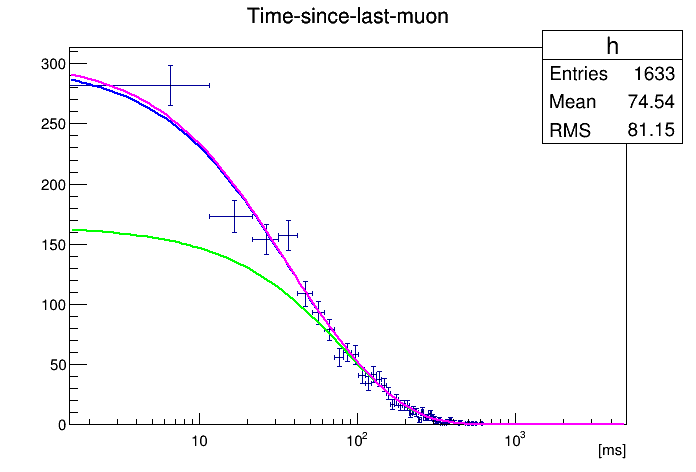 Time-since-last-muon
h
Entries 1633
Mean 74.54
RMS 81.15
300
250
200
150
100
50
0
10 10² 10³
[ms]